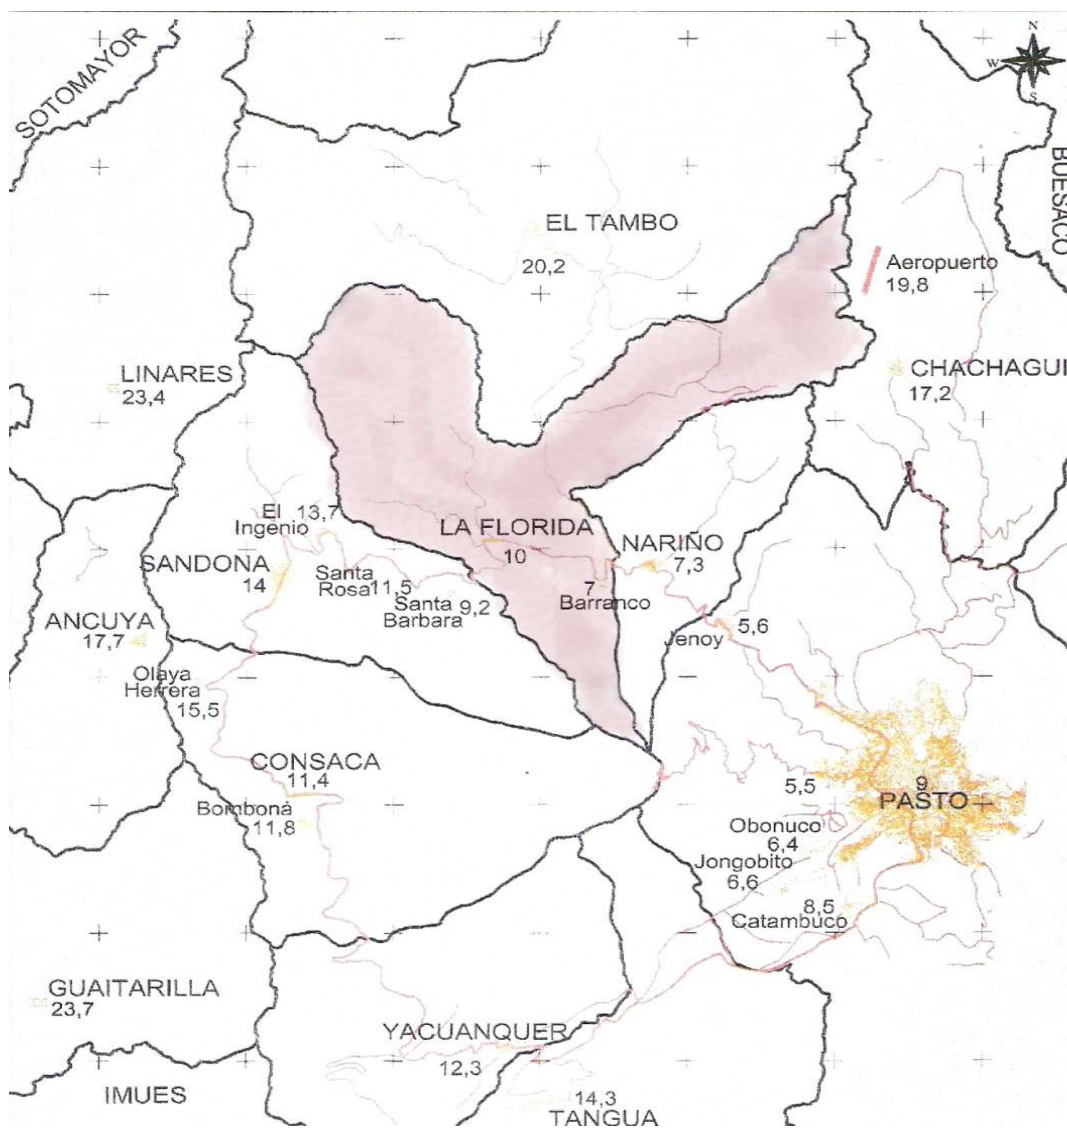 N
W
S
SOTOMAYOR
BUESACO
EL TAMBO
20,2
Aeropuerto
19,8
LINARES
23,4
CHACHAGUI
17,2
El
Ingenio
13,7
LA FLORIDA
10
NARIÑO
7,3
SANDONA
14
Santa
Rosa
11,5
Santa
Barbara
9,2
7
Barranco
ANCUYA
17,7
5,6
Jenoy
Olaya
Herrera
15,5
CONSACA
11,4
5,5
9
PASTO
Bomboná
11,8
Obonuco
6,4
Jongobito
6,6
8,5
Catambuco
GUAITARILLA
23,7
YACUANQUER
12,3
IMUES
14,3
TANGUA